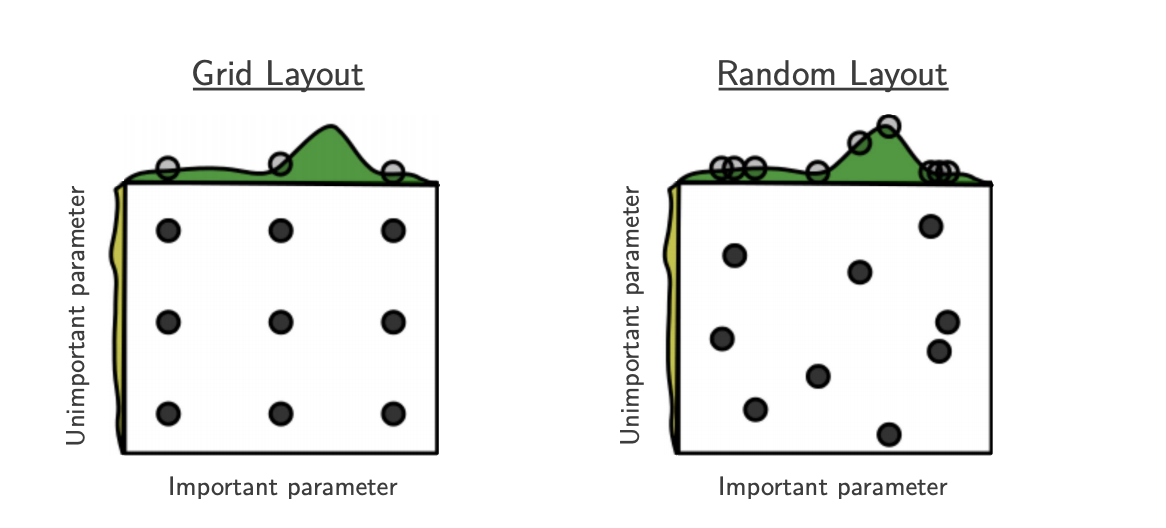 Grid Layout
Unimportant parameter
Important parameter
Random Layout
Unimportant parameter
Important parameter